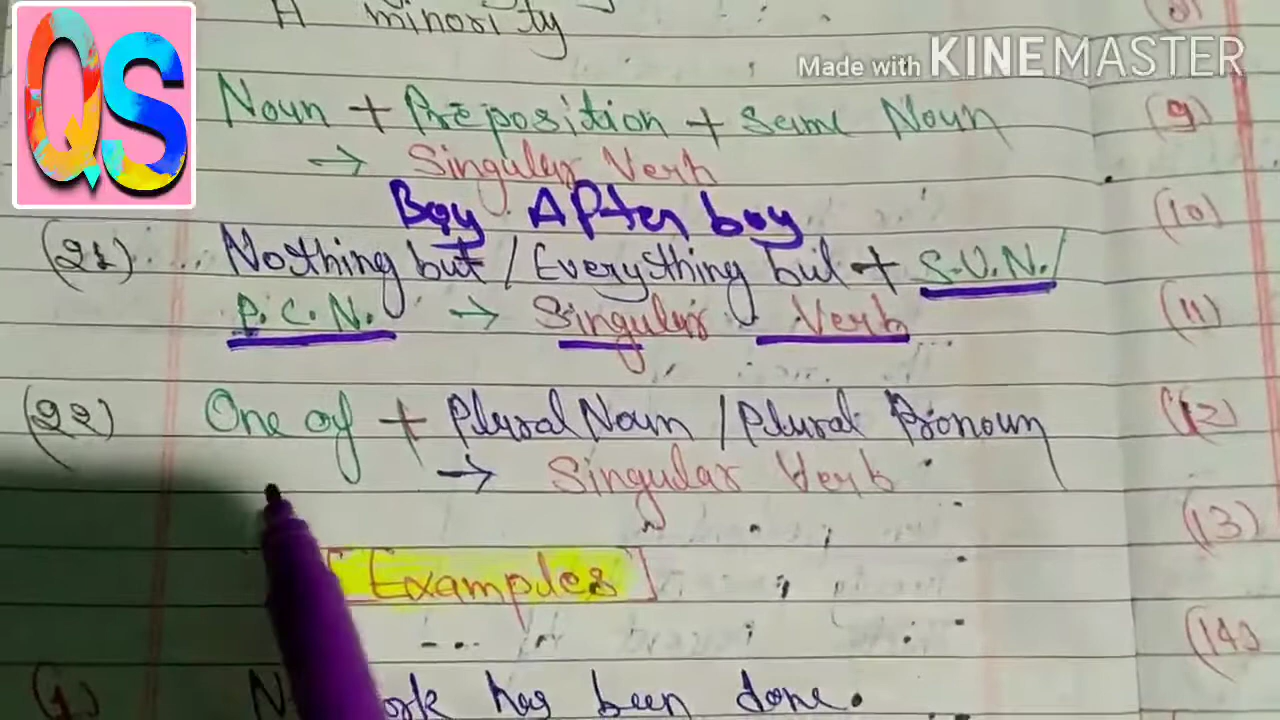 A minority
(8)
QS
Made with KINEMASTER
Noun + Preposition + Same Noun
(9)
→ Singular Verb
Boy After boy
(10)
(21) Nothing but / Everything but + S.U.N. /
P.C.N. → Singular Verb
(11)
(22) One of + Plural Noun / Plural Pronoun
(12)
→ Singular Verb
(13)
[Examples]
(14)
(1) has been done.